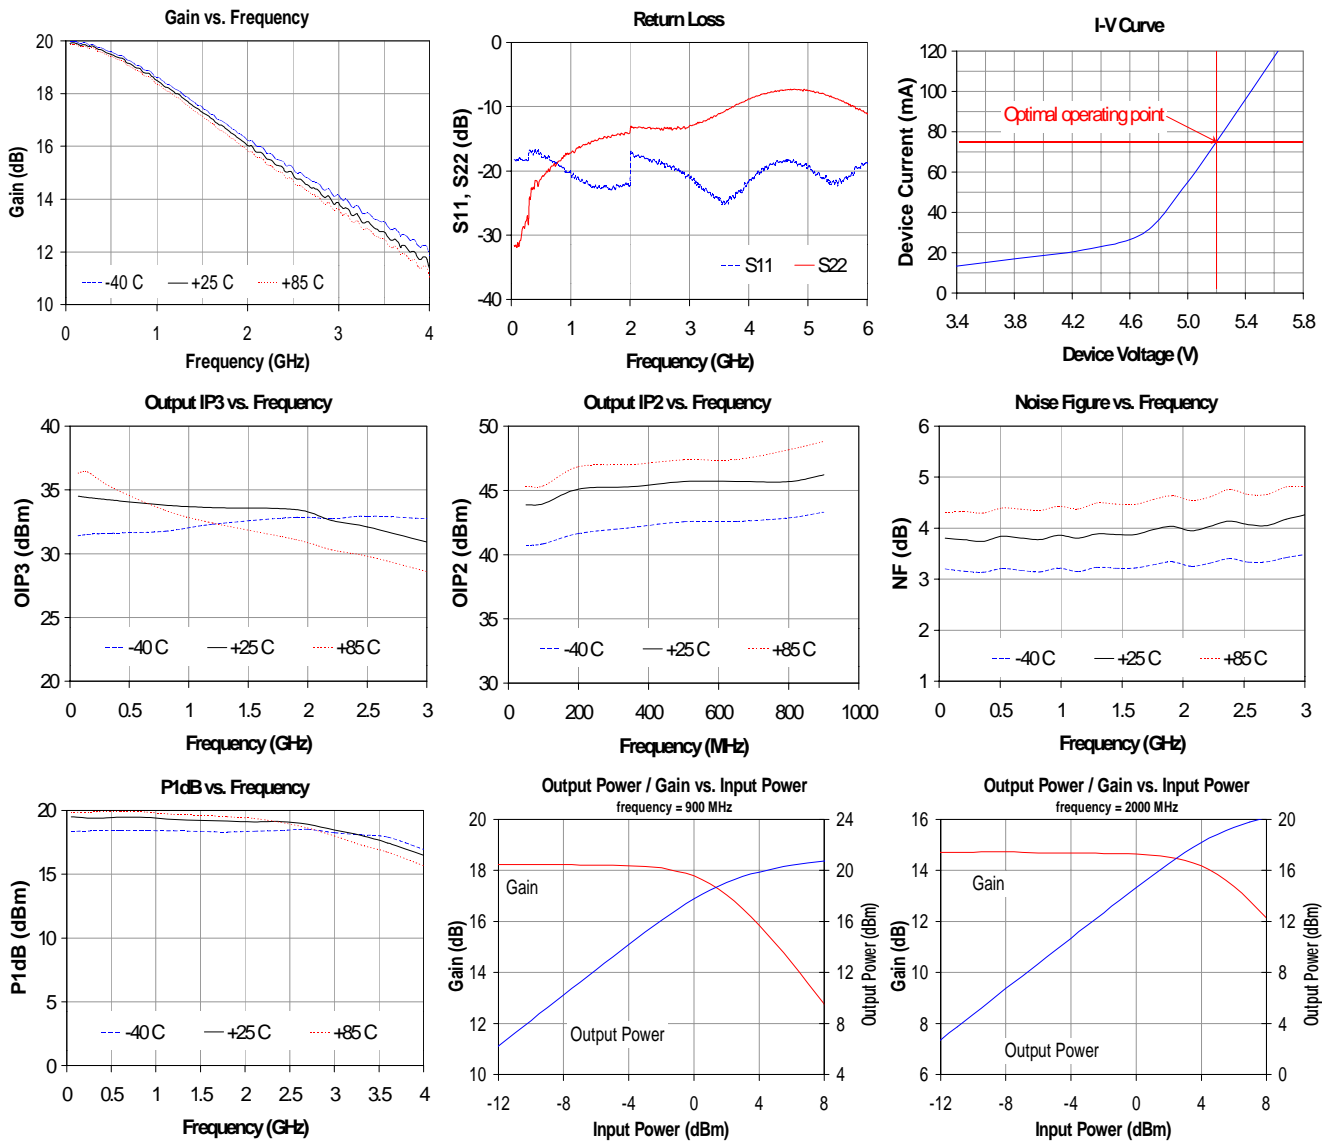 Gain vs. Frequency
20
18
16
14
12
10
Gain (dB)
-40 C
+25 C
+85 C
0
1
2
3
4
Frequency (GHz)
Return Loss
0
-10
-20
-30
-40
S11, S22 (dB)
S11
S22
0
1
2
3
4
5
6
Frequency (GHz)
I-V Curve
120
100
80
60
40
20
0
Device Current (mA)
Optimal operating point
3.4
3.8
4.2
4.6
5.0
5.4
5.8
Device Voltage (V)
Output IP3 vs. Frequency
40
35
30
25
20
OIP3 (dBm)
-40 C
+25 C
+85 C
0
0.5
1
1.5
2
2.5
3
Frequency (GHz)
Output IP2 vs. Frequency
50
45
40
35
30
OIP2 (dBm)
-40 C
+25 C
+85 C
0
200
400
600
800
1000
Frequency (MHz)
Noise Figure vs. Frequency
6
5
4
3
2
1
NF (dB)
-40 C
+25 C
+85 C
0
0.5
1
1.5
2
2.5
3
Frequency (GHz)
P1dB vs. Frequency
20
15
10
5
0
P1dB (dBm)
-40 C
+25 C
+85 C
0
0.5
1
1.5
2
2.5
3
3.5
4
Frequency (GHz)
Output Power / Gain vs. Input Power
frequency = 900 MHz
20
18
16
14
12
10
Gain (dB)
Gain
Output Power
24
20
16
12
8
4
Output Power (dBm)
-12
-8
-4
0
4
8
Input Power (dBm)
Output Power / Gain vs. Input Power
frequency = 2000 MHz
16
14
12
10
8
6
Gain (dB)
Gain
Output Power
20
16
12
8
4
0
Output Power (dBm)
-12
-8
-4
0
4
8
Input Power (dBm)